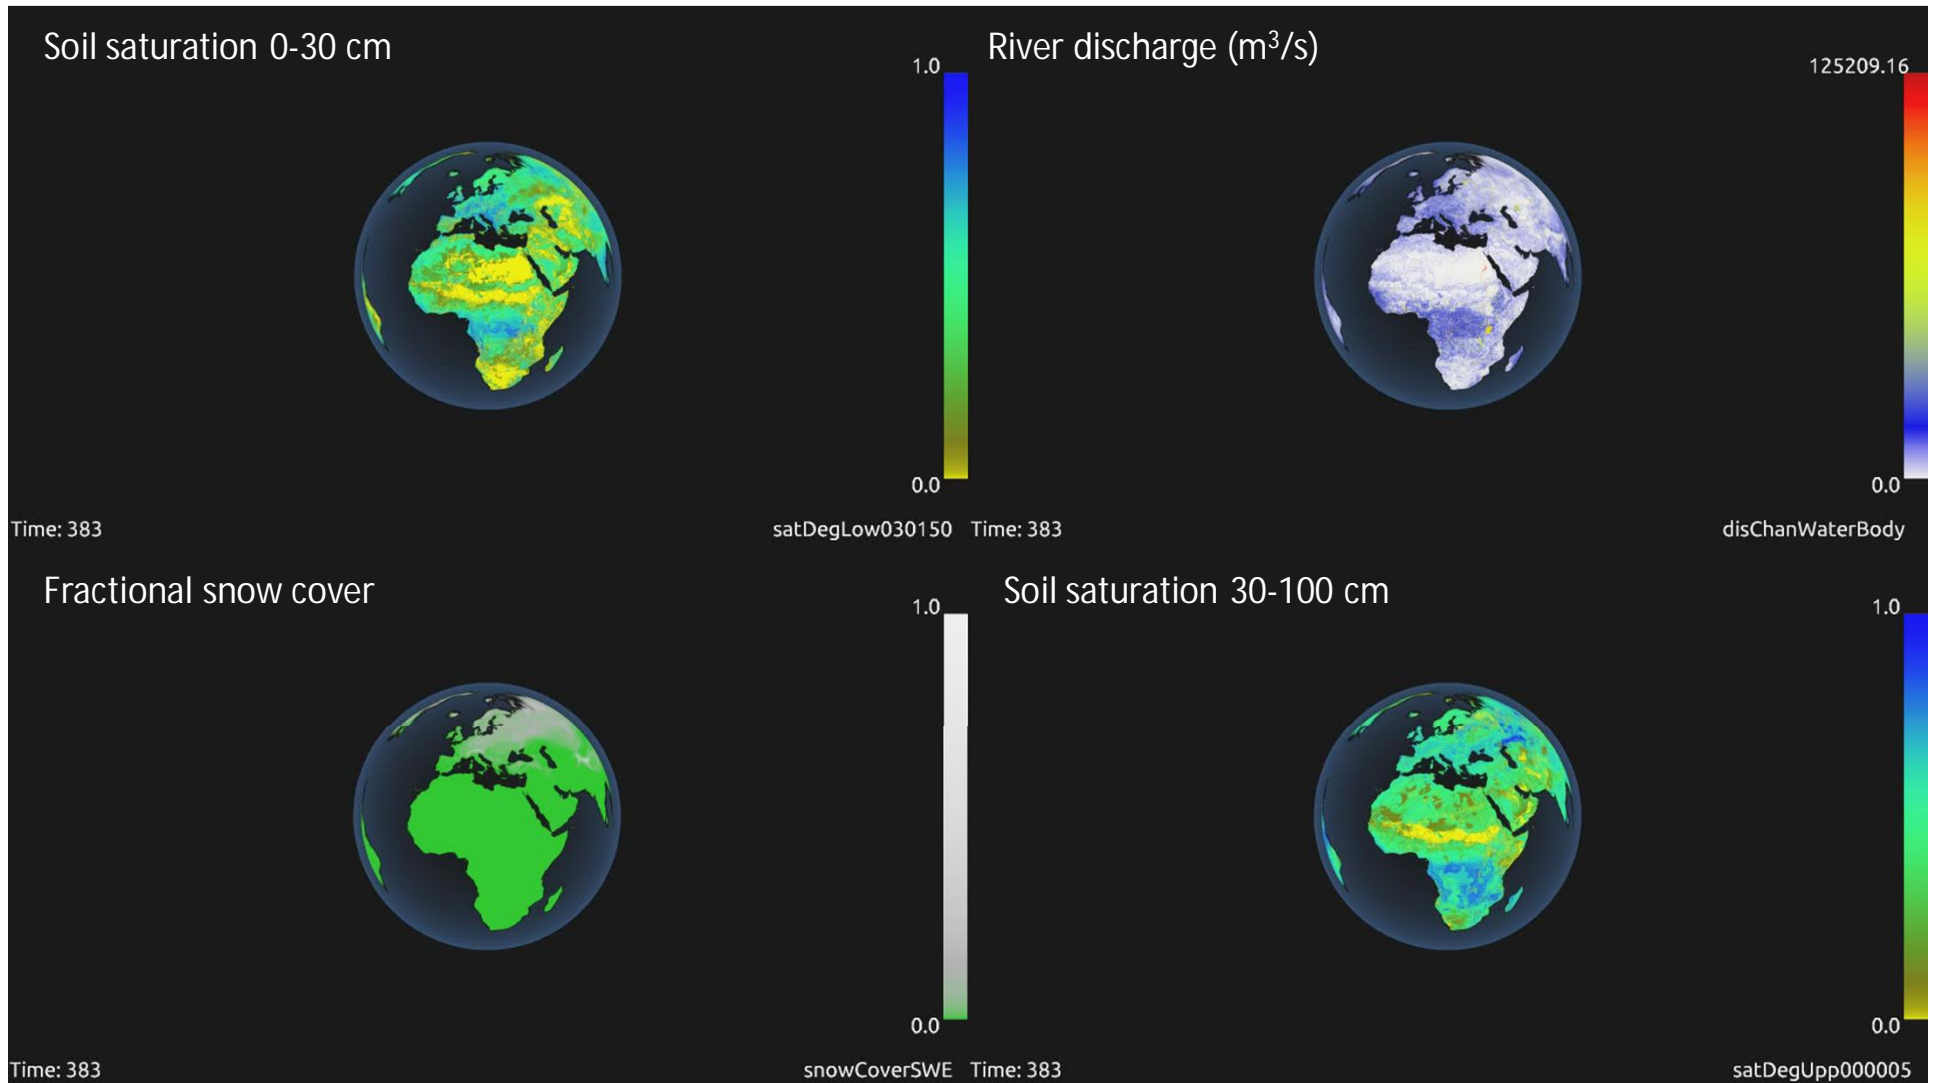 Soil saturation 0-30 cm
1.0
0.0
Time: 383
satDegLow030150
River discharge (m³/s)
125209.16
0.0
Time: 383
disChanWaterBody
Fractional snow cover
1.0
0.0
Time: 383
snowCoverSWE
Soil saturation 30-100 cm
1.0
0.0
Time: 383
satDegUpp000005